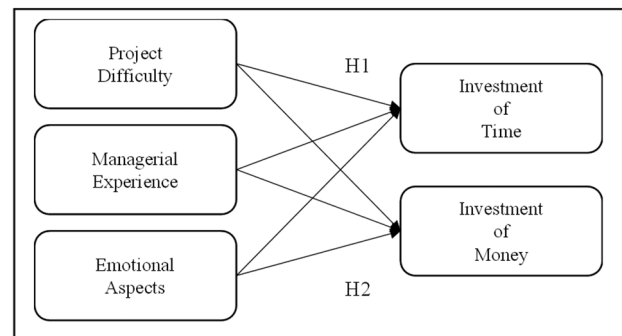 Project
Difficulty
Managerial
Experience
Emotional
Aspects
H1
H2
Investment
of
Time
Investment
of
Money